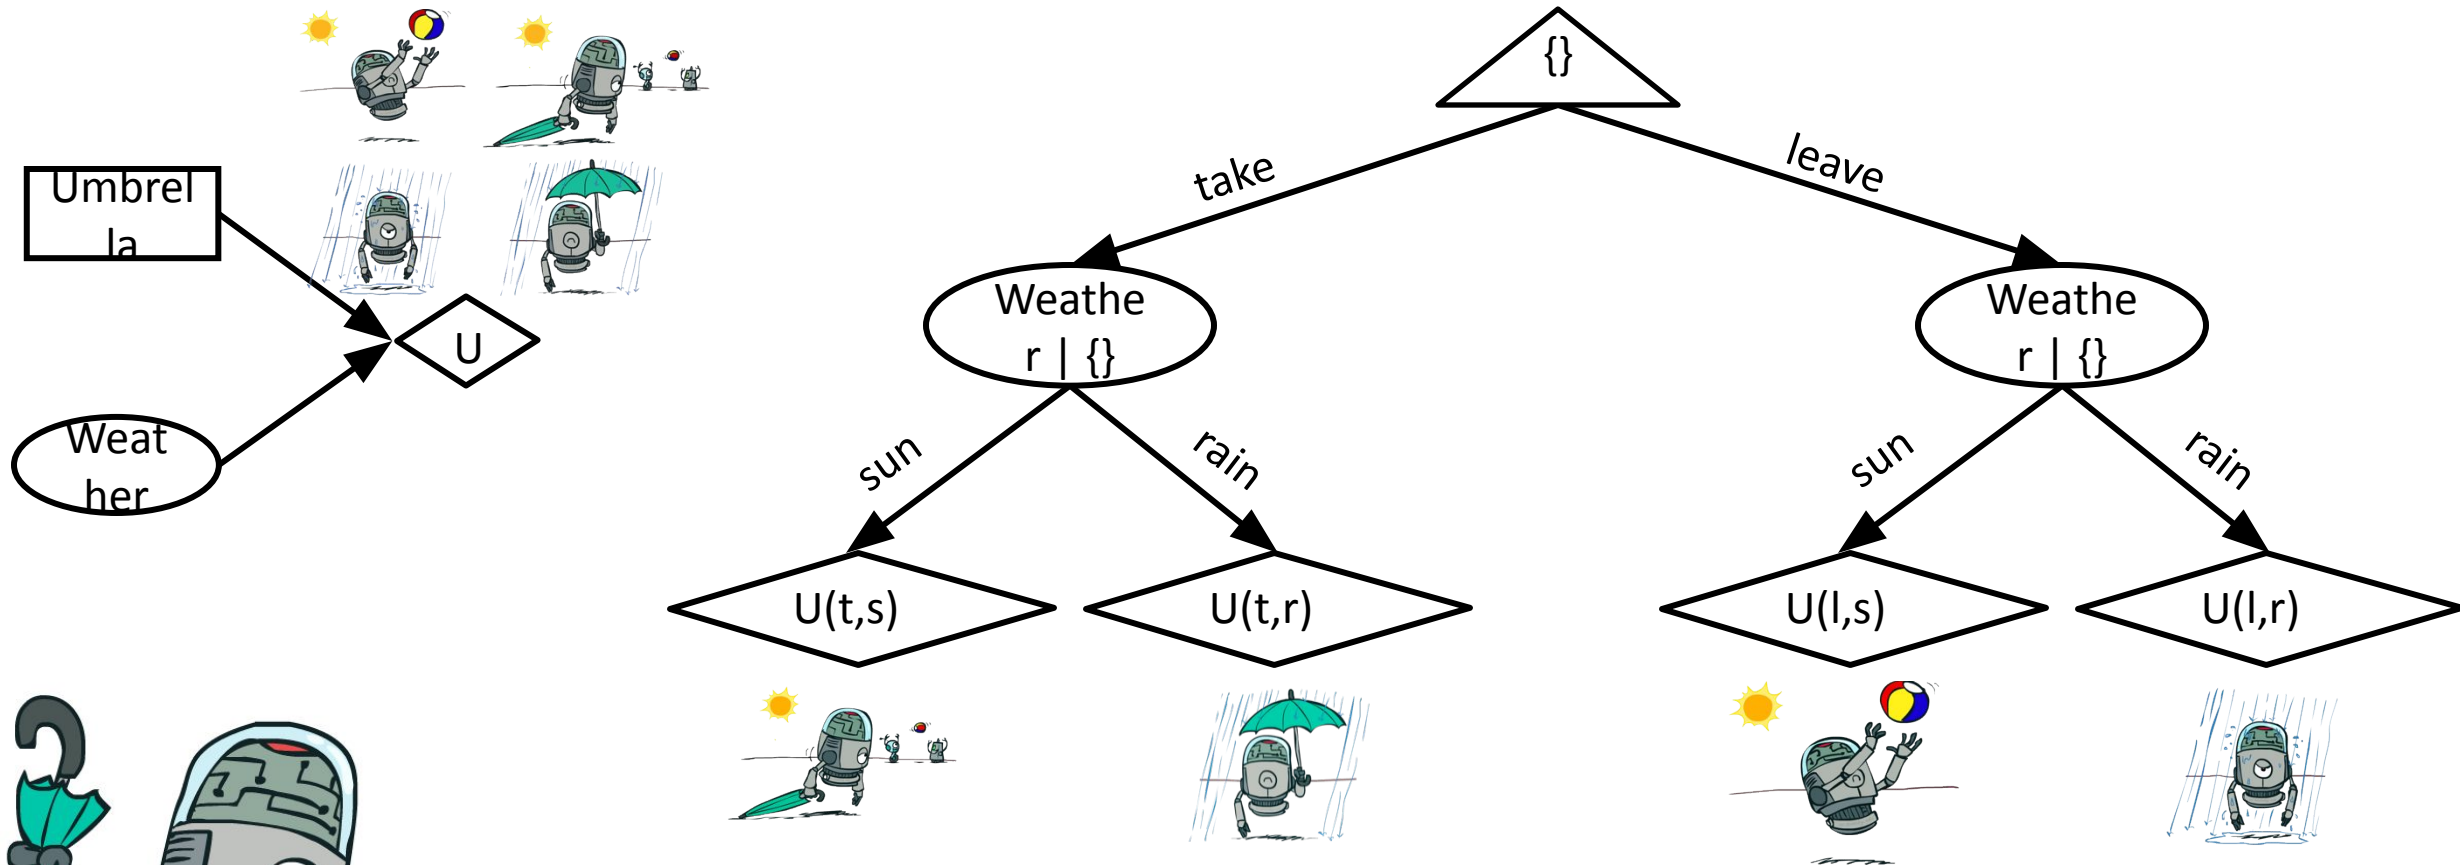 Umbrel
la
Weat
her
U
{}
take
leave
Weathe
r | {}
Weathe
r | {}
sun
rain
sun
rain
U(t,s)
U(t,r)
U(l,s)
U(l,r)